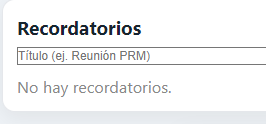 Recordatorios
Título (ej. Reunión PRM)
No hay recordatorios.